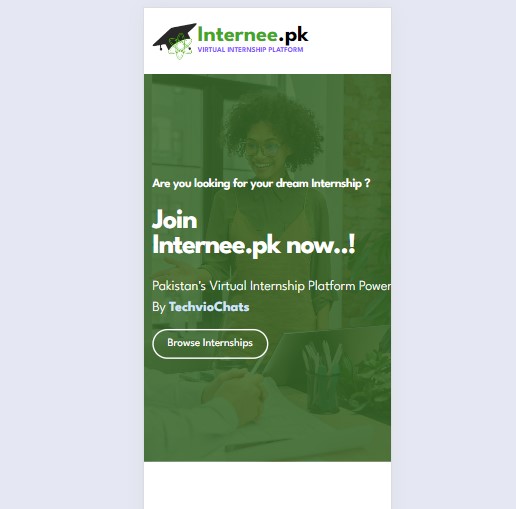 Internee.pk
VIRTUAL INTERNSHIP PLATFORM
Are you looking for your dream Internship ?
Join
Internee.pk now..!
Pakistan's Virtual Internship Platform Power
By TechvioChats
Browse Internships